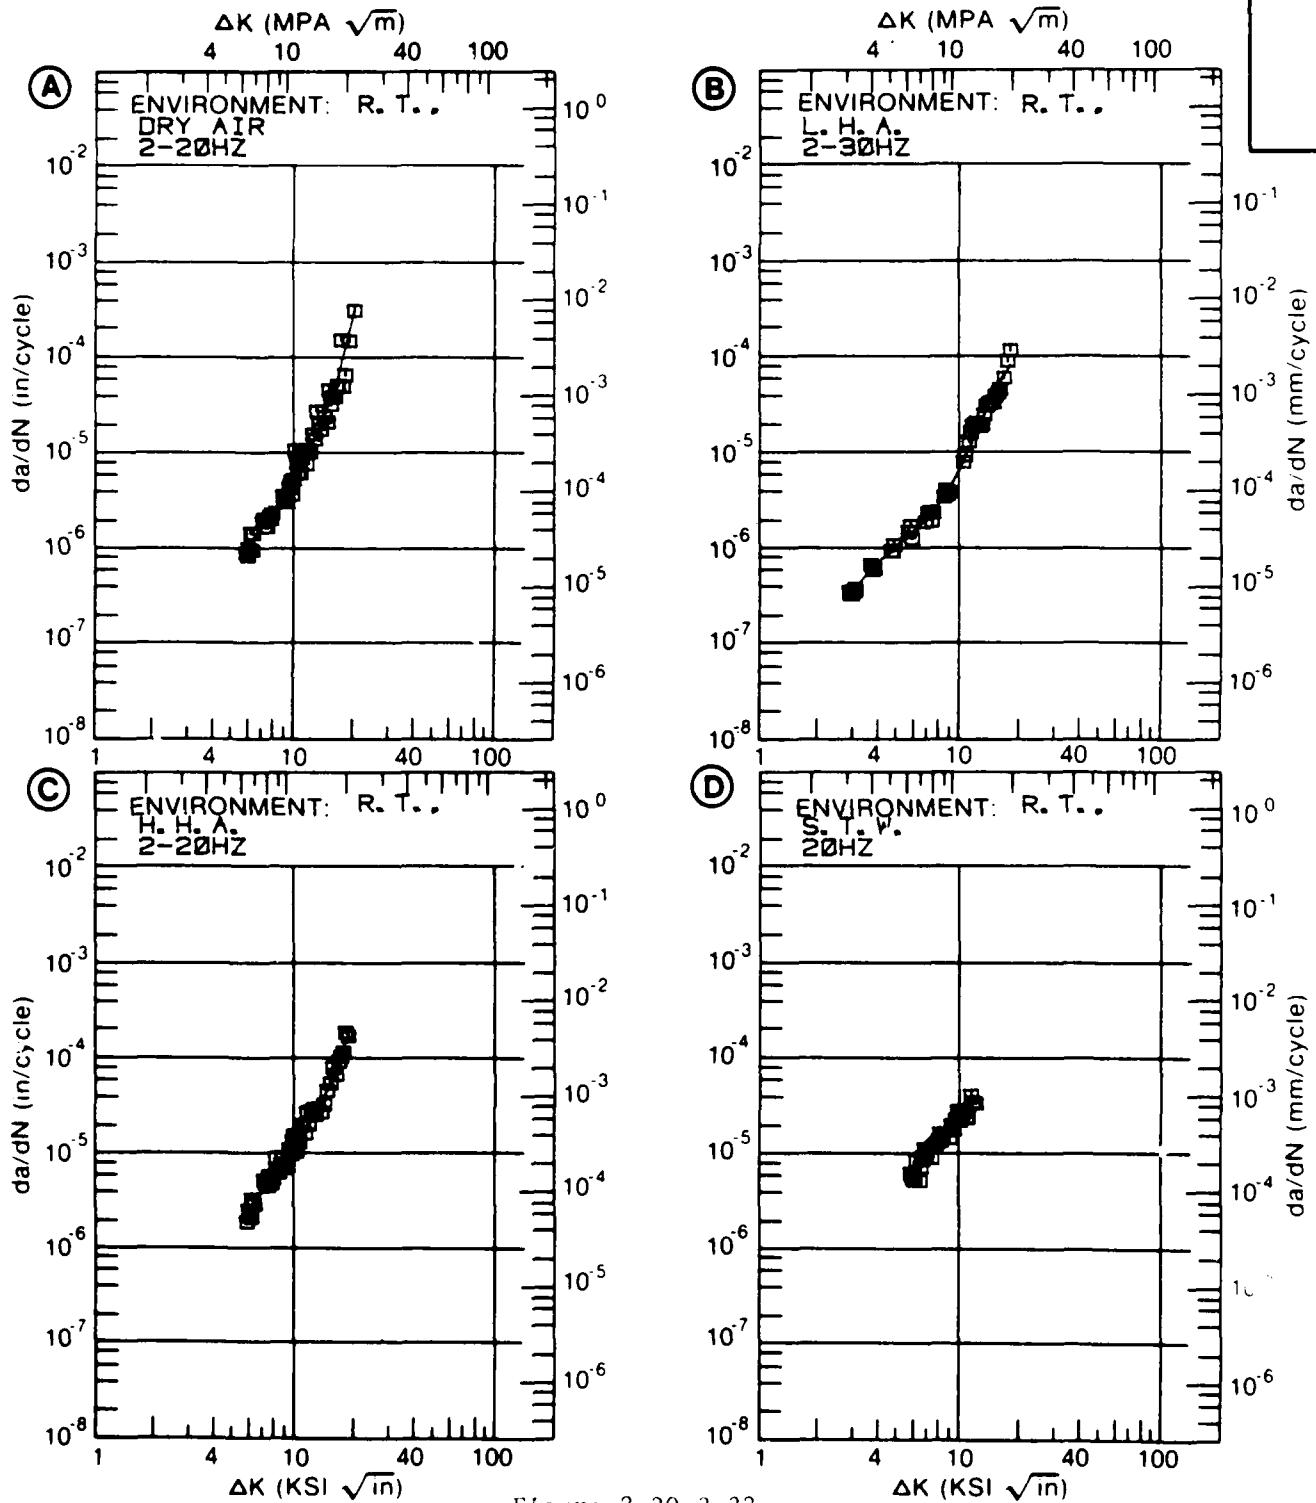 ΔK (MPA √m)
4 10 40 100
ΔK (MPA √m)
4 10 40 100
A
ENVIRONMENT: R. T.,
DRY AIR
2-20HZ
10^-2
10^-3
10^-4
10^-5
10^-6
10^-7
10^-8
da/dN (in/cycle)
10^0
10^-1
10^-2
10^-3
10^-4
10^-5
10^-6
1 4 10 40 100
B
ENVIRONMENT: R. T.,
L. H. A.
2-30HZ
10^-2
10^-3
10^-4
10^-5
10^-6
10^-7
10^-8
10^-1
10^-2
10^-3
10^-4
10^-5
10^-6
da/dN (mm/cycle)
1 4 10 40 100
C
ENVIRONMENT: R. T.,
H. H. A.
2-20HZ
10^-2
10^-3
10^-4
10^-5
10^-6
10^-7
10^-8
da/dN (in/cycle)
10^0
10^-1
10^-2
10^-3
10^-4
10^-5
10^-6
1 4 10 40 100
ΔK (KSI √in)
D
ENVIRONMENT: R. T.,
S. T. W.
20HZ
10^-2
10^-3
10^-4
10^-5
10^-6
10^-7
10^-8
10^0
10^-1
10^-2
10^-3
10^-4
10^-6
da/dN (mm/cycle)
1 4 10 40 100
ΔK (KSI √in)